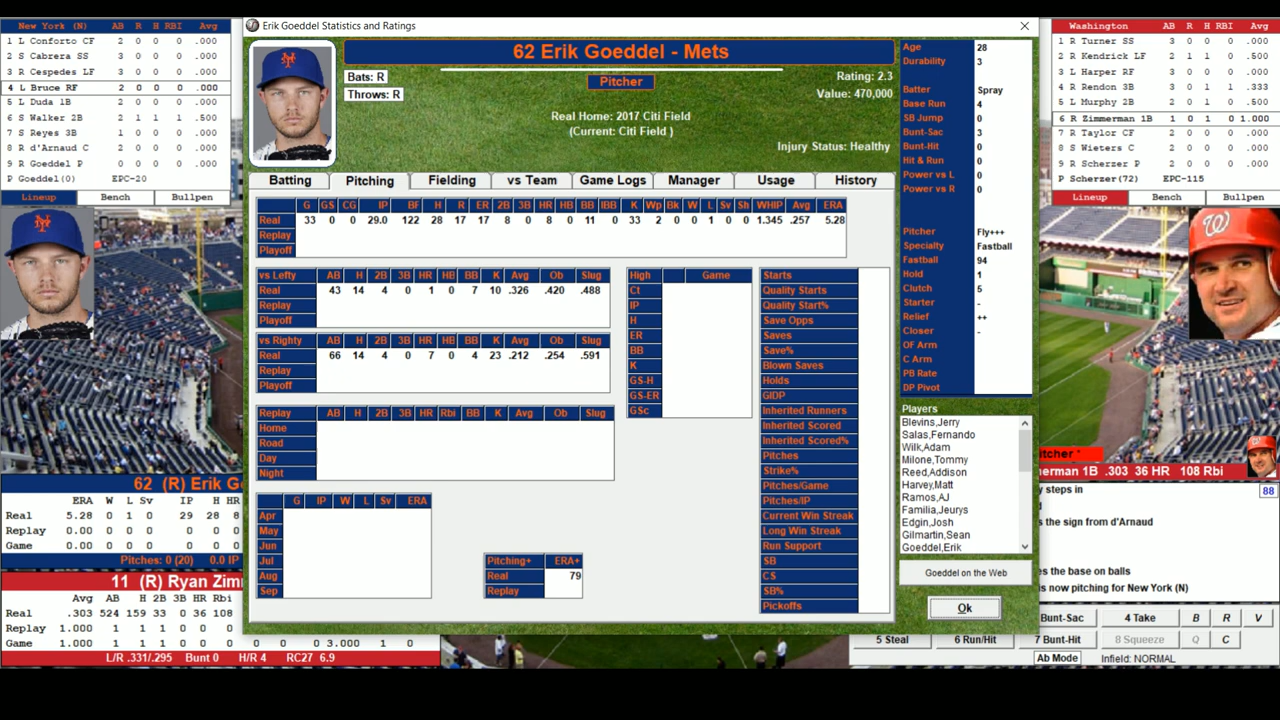 Erik Goeddel Statistics and Ratings
New York (N) AB R H RBI Avg
1 L Conforto CF 2 0 0 0 .000
2 S Cabrera SS 3 0 0 0 .000
3 R Cespedes LF 3 0 0 0 .000
4 L Bruce RF 2 0 0 0 .000
5 L Duda 1B 2 0 0 0 .000
6 S Walker 2B 2 1 1 1 .500
7 S Reyes 3B 1 0 0 0 .000
8 R d'Arnaud C 2 0 0 0 .000
9 R Goeddel P 0 0 0 0 .000
P Goeddel(0) EPC-20
Lineup Bench Bullpen
62 Erik Goeddel - Mets
Bats: R
Throws: R
Pitcher
Rating: 2.3
Value: 470,000
Real Home: 2017 Citi Field
(Current: Citi Field )
Injury Status: Healthy
Batting Pitching Fielding vs Team Game Logs Manager Usage History
G GS CG IP BF H R ER 2B 3B HR HB BB IBB K Wp Bk W L Sv Sh WHIP Avg ERA
Real 33 0 0 29.0 122 28 17 17 8 0 8 0 11 0 33 2 0 0 1 0 0 1.345 .257 5.28
Replay
Playoff
vs Lefty AB H 2B 3B HR HB BB K Avg Ob Slug
Real 43 14 4 0 1 0 7 10 .326 .420 .488
Replay
Playoff
vs Righty AB H 2B 3B HR HB BB K Avg Ob Slug
Real 66 14 4 0 7 0 4 23 .212 .254 .591
Replay
Playoff
Replay AB H 2B 3B HR Rbi BB K Avg Ob Slug
Home
Road
Day
Night
G IP W L Sv ERA
Apr
May
Jun
Jul
Aug
Sep
Pitching+ ERA+
Real 79
Replay
High Game
Ct
IP
H
ER
BB
K
GS-H
GS-ER
GSc
Starts
Quality Starts
Quality Start%
Save Opps
Saves
Save%
Blown Saves
Holds
GIDP
Inherited Runners
Inherited Scored
Inherited Scored%
Pitches
Strike%
Pitches/Game
Pitches/IP
Current Win Streak
Long Win Streak
Run Support
SB
CS
SB%
Pickoffs
Age 28
Durability 3
Batter Spray
Base Run 4
SB Jump 0
Bunt-Sac 3
Bunt-Hit 0
Hit & Run 0
Power vs L 0
Power vs R 0
Pitcher Fly+++
Specialty Fastball
Fastball 94
Hold 1
Clutch 5
Starter -
Relief ++
Closer -
OF Arm
C Arm
PB Rate
DP Pivot
Players
Blevins,Jerry
Salas,Fernando
Wilk,Adam
Milone,Tommy
Reed,Addison
Harvey,Matt
Ramos,AJ
Familia,Jeurys
Edgin,Josh
Gilmartin,Sean
Goeddel,Erik
Goeddel on the Web
Ok
Washington AB R H RBI Avg
1 R Turner SS 3 0 0 0 .000
2 R Kendrick LF 2 1 1 0 .500
3 L Harper RF 3 0 0 0 .000
4 R Rendon 3B 3 0 1 1 .333
5 L Murphy 2B 2 0 1 0 .500
6 R Zimmerman 1B 1 0 1 0 1.000
7 R Taylor CF 2 0 0 0 .000
8 S Wieters C 2 0 0 0 .000
9 R Scherzer P 2 0 0 0 .000
P Scherzer(72) EPC-115
Lineup Bench Bullpen
itcher *
erman 1B .303 36 HR 108 Rbi
y steps in 88
d
s the sign from d'Arnaud
es the base on balls
is now pitching for New York (N)
62 (R) Erik Go
ERA W L Sv IP H HR
Real 5.28 0 1 0 29 28 8
Replay 0.00 0 0 0 0 0 0
Game 0.00 0 0 0 0 0 0
Pitches: 0 (20) 0.0 IP
11 (R) Ryan Zim
Avg AB H 2B 3B HR Rbi
Real .303 524 159 33 0 36 108
Replay 1.000 1 1 1 0 0 0
Game 1.000 1 1 1 0 0 0 0 0 0 0 3.000 1 0 0 0
L/R .331/.295 Bunt 0 H/R 4 RC27 6.9
Bunt-Sac 4 Take B R V
5 Steal 6 Run/Hit 7 Bunt-Hit 8 Squeeze Q C
Ab Mode Infield: NORMAL